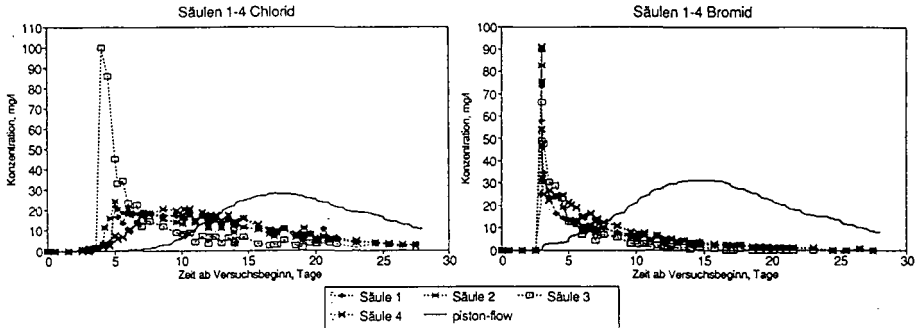 Säulen 1-4 Chlorid
Konzentration, mg/l
110
100
90
80
70
60
50
40
30
20
10
0
0 5 10 15 20 25 30
Zeit ab Versuchsbeginn, Tage
Säulen 1-4 Bromid
Konzentration, mg/l
100
90
80
70
60
50
40
30
20
10
0
0 5 10 15 20 25 30
Zeit ab Versuchsbeginn, Tage
Säule 1 Säule 2 Säule 3
Säule 4 piston-flow